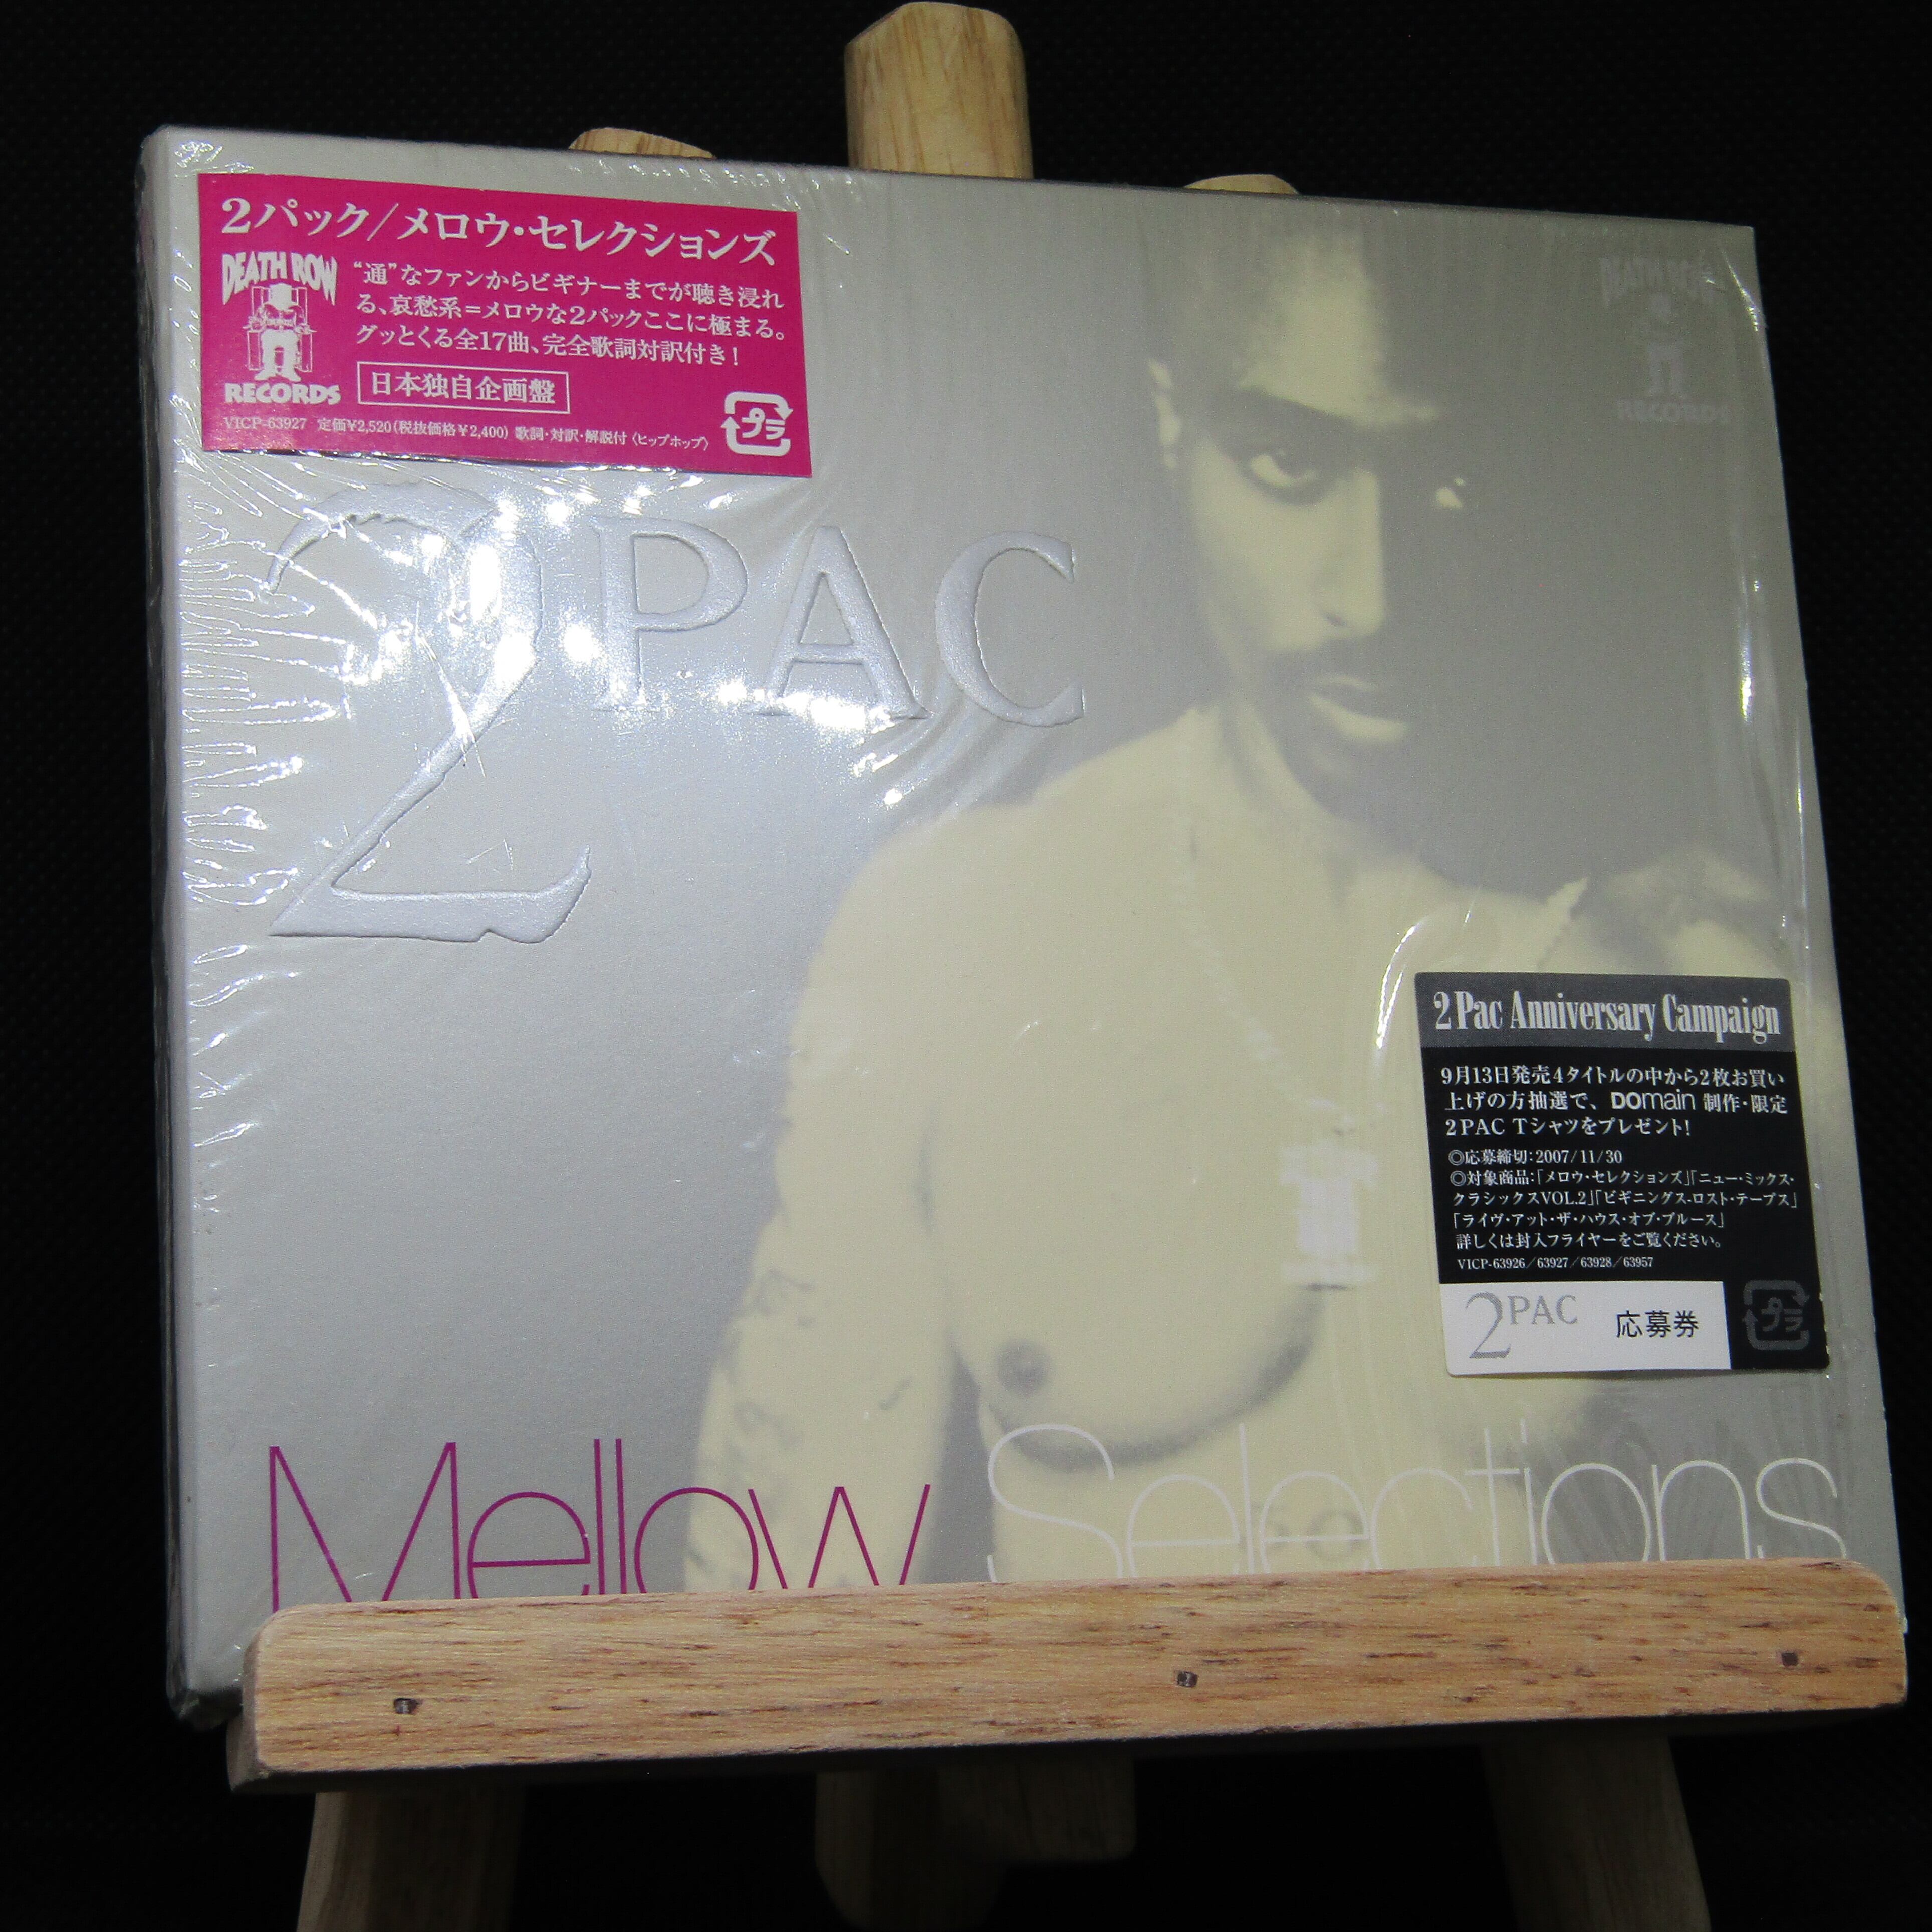 2パック/メロウ・セレクションズ
DEATH ROW
RECORDS
“通”なファンからビギナーまでが聴き浸れ
る、哀愁系=メロウな2パックここに極まる。
グッとくる全17曲、完全歌詞対訳付き!
日本独自企画盤
プラ
VICP-63927 定価¥2,520(税抜価格¥2,400) 歌詞・対訳・解説付〈ヒップホップ〉
DEATH ROW
RECORDS
2PAC
2Pac Anniversary Campaign
9月13日発売4タイトルの中から2枚お買い
上げの方抽選で、DOmain 制作・限定
2PAC Tシャツをプレゼント!
◎応募締切:2007/11/30
◎対象商品:「メロウ・セレクションズ」「ニュー・ミックス・
クラシックスVOL.2」「ビギニングス-ロスト・テープス」
「ライヴ・アット・ザ・ハウス・オブ・ブルース」
詳しくは封入フライヤーをご覧ください。
VICP-63926/63927/63928/63957
2PAC 応募券
プラ
Mellow Selections